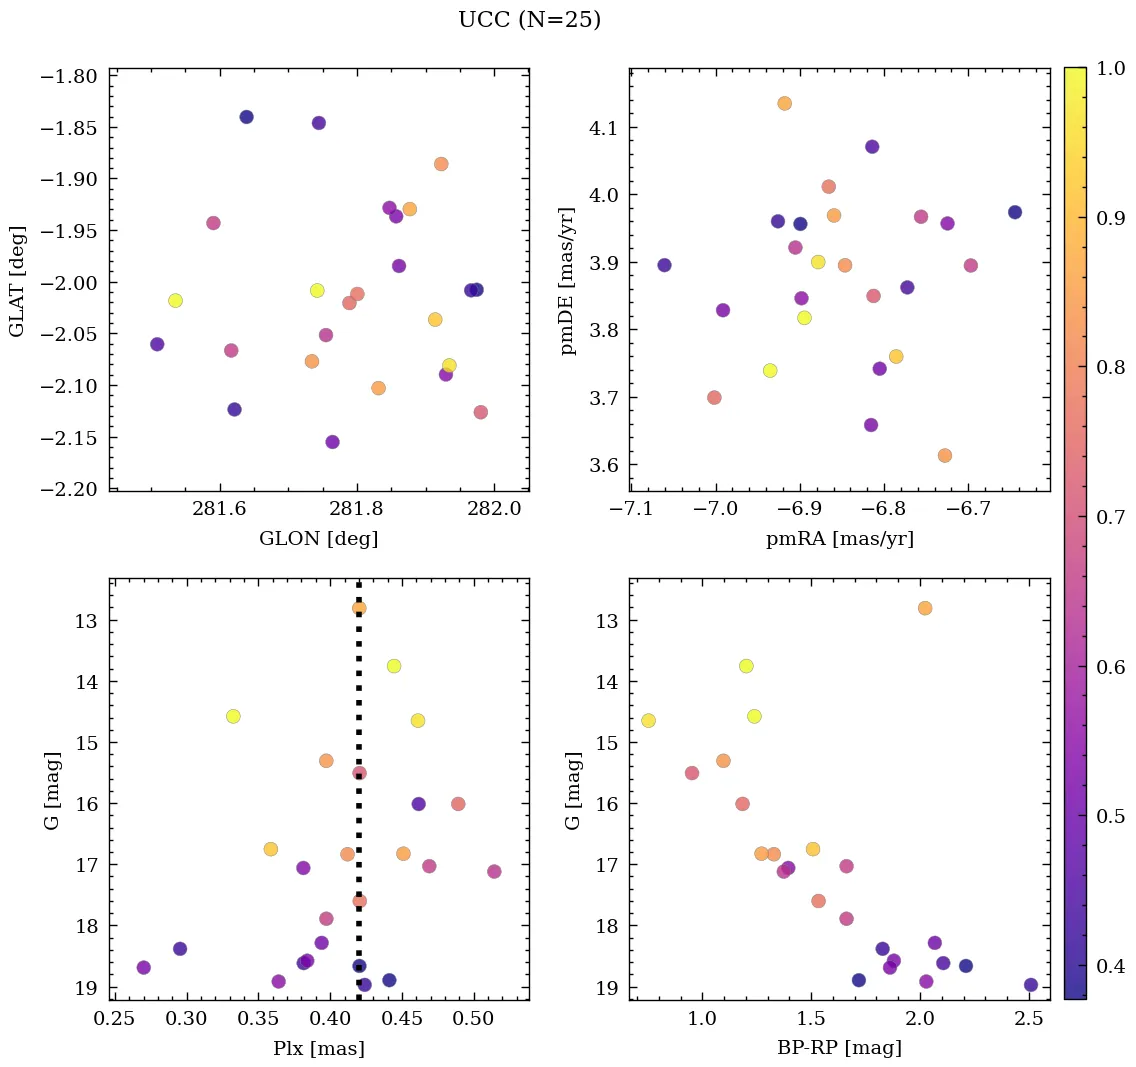 UCC (N=25)
−1.80
−1.85
−1.90
−1.95
−2.00
−2.05
−2.10
−2.15
−2.20
GLAT [deg]
281.6 281.8 282.0
GLON [deg]
4.1
4.0
3.9
3.8
3.7
3.6
pmDE [mas/yr]
−7.1 −7.0 −6.9 −6.8 −6.7
pmRA [mas/yr]
13
14
15
16
17
18
19
G [mag]
0.25 0.30 0.35 0.40 0.45 0.50
Plx [mas]
13
14
15
16
17
18
19
G [mag]
1.0 1.5 2.0 2.5
BP-RP [mag]
1.0
0.9
0.8
0.7
0.6
0.5
0.4